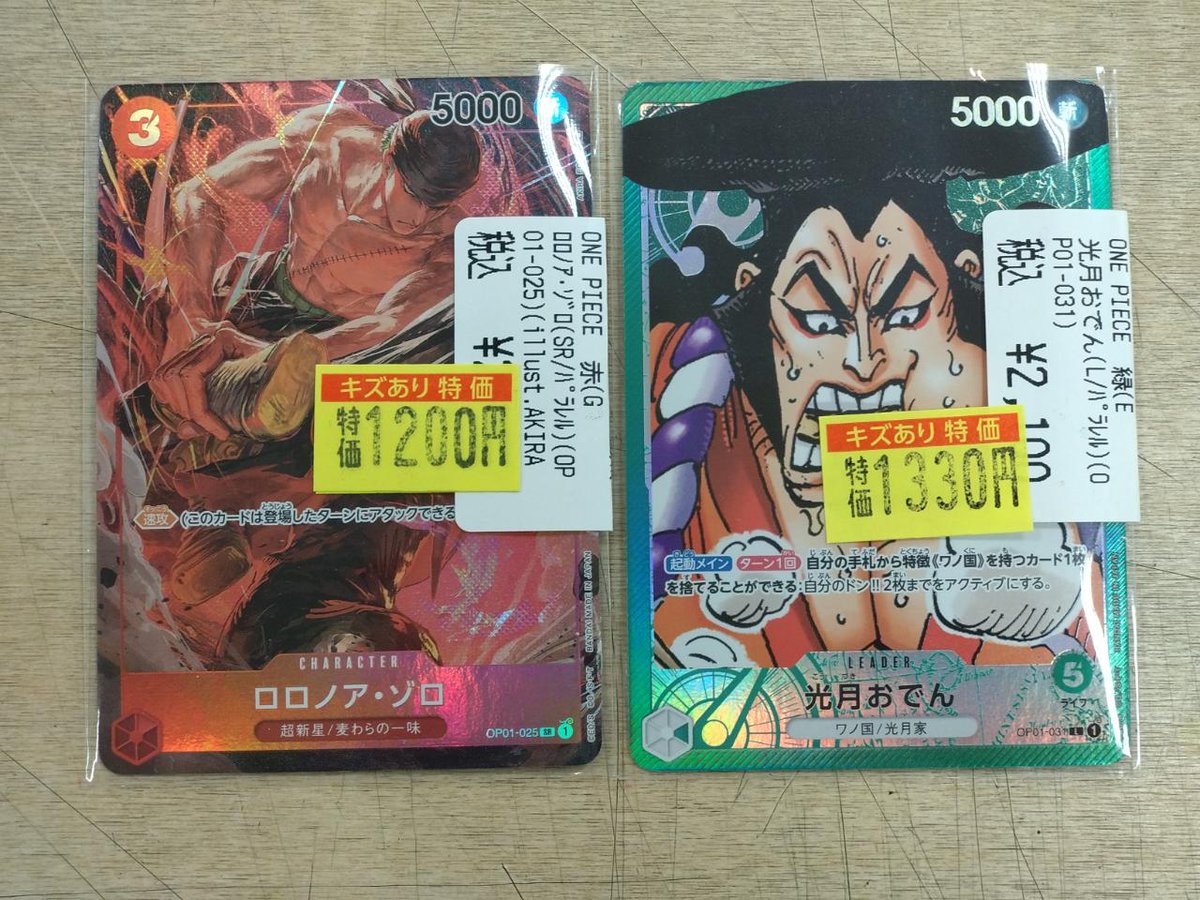 3
5000
斬
ONE PIECE 赤(G
ロロノア・ゾロ(SR/パラレル)(OP
01-025)(illust.AKIRA
税込
キズあり特価
特価1200円
速攻
(このカードは登場したターンにアタックできる
CHARACTER
ロロノア・ゾロ
超新星/麦わらの一味
OP01-025 SR 1
5000
斬
ONE PIECE 緑(E
光月おでん(L/パラレル)(O
P01-031)
税込 ¥2,100
キズあり特価
特価1330円
起動メイン ターン1回 自分の手札から特徴《ワノ国》を持つカード1枚
を捨てることができる:自分のドン!!2枚までをアクティブにする。
LEADER
5
ライフ
光月おでん
ワノ国/光月家
OP01-031 L 1